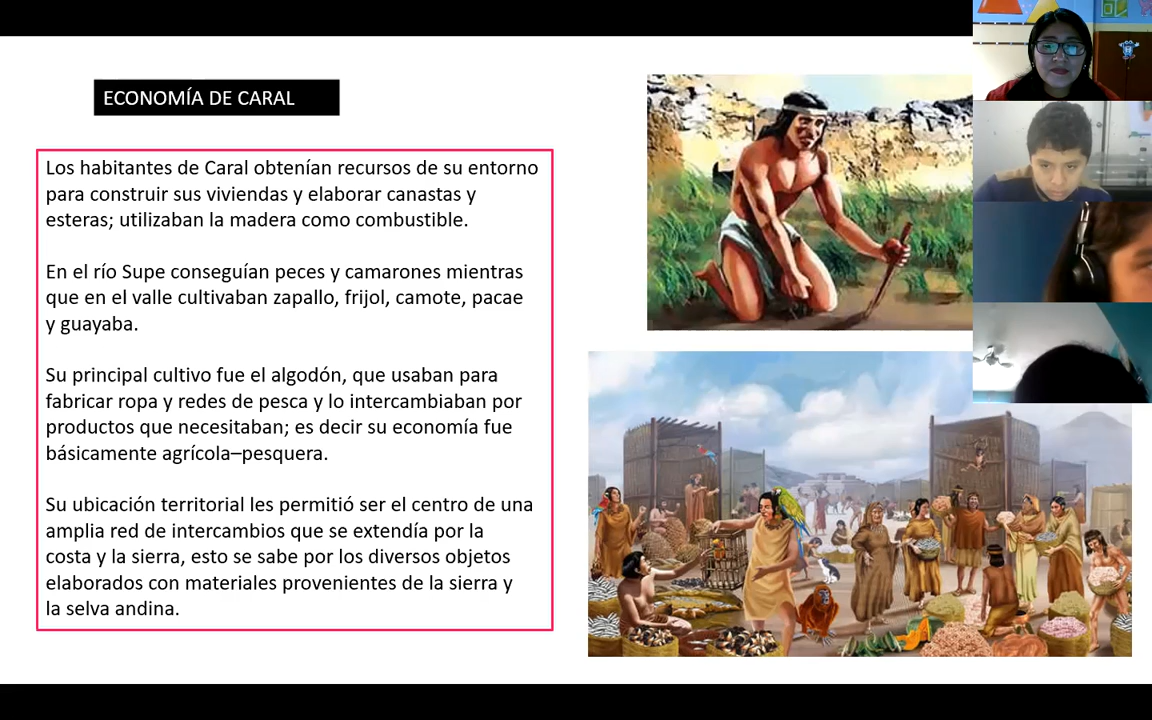 ECONOMÍA DE CARAL
Los habitantes de Caral obtenían recursos de su entorno
para construir sus viviendas y elaborar canastas y
esteras; utilizaban la madera como combustible.
En el río Supe conseguían peces y camarones mientras
que en el valle cultivaban zapallo, frijol, camote, pacae
y guayaba.
Su principal cultivo fue el algodón, que usaban para
fabricar ropa y redes de pesca y lo intercambiaban por
productos que necesitaban; es decir su economía fue
básicamente agrícola–pesquera.
Su ubicación territorial les permitió ser el centro de una
amplia red de intercambios que se extendía por la
costa y la sierra, esto se sabe por los diversos objetos
elaborados con materiales provenientes de la sierra y
la selva andina.